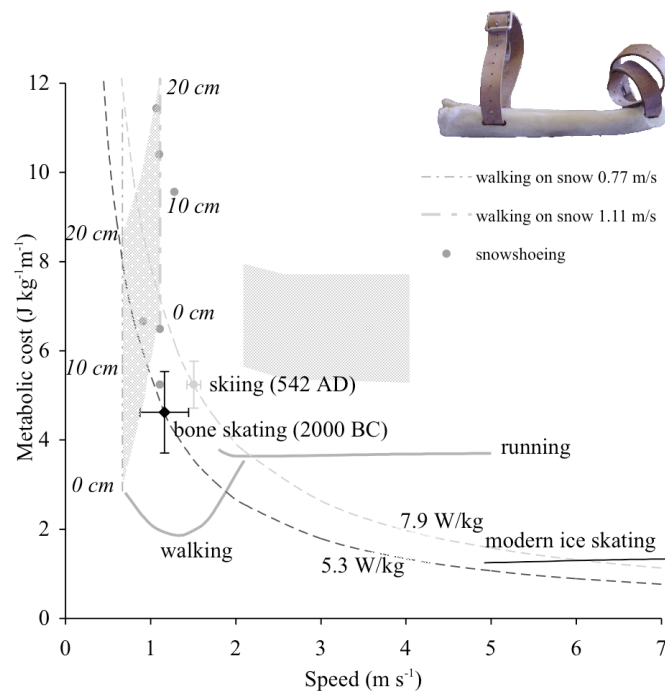 12
10
8
6
4
2
0
Metabolic cost (J kg⁻¹m⁻¹)
20 cm
10 cm
0 cm
20 cm
10 cm
0 cm
walking on snow 0.77 m/s
walking on snow 1.11 m/s
snowshoeing
skiing (542 AD)
bone skating (2000 BC)
running
walking
7.9 W/kg
5.3 W/kg
modern ice skating
0 1 2 3 4 5 6 7
Speed (m s⁻¹)